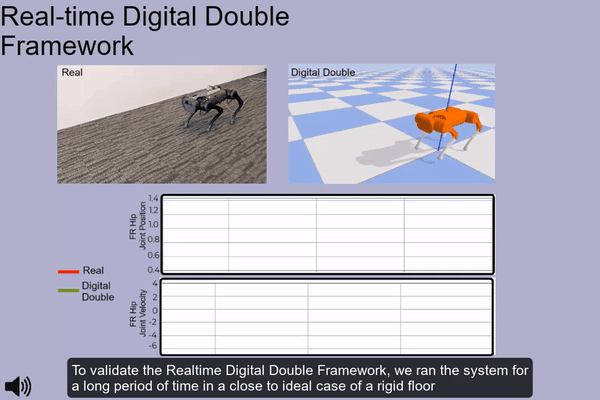 Real-time Digital Double
Framework
Real
Digital Double
FR Hip
Joint Position
1.4
1.2
1.0
0.8
0.6
0.4
Real
Digital
Double
FR Hip
Joint Velocity
4
2
0
-2
-4
-6
To validate the Realtime Digital Double Framework, we ran the system for
a long period of time in a close to ideal case of a rigid floor